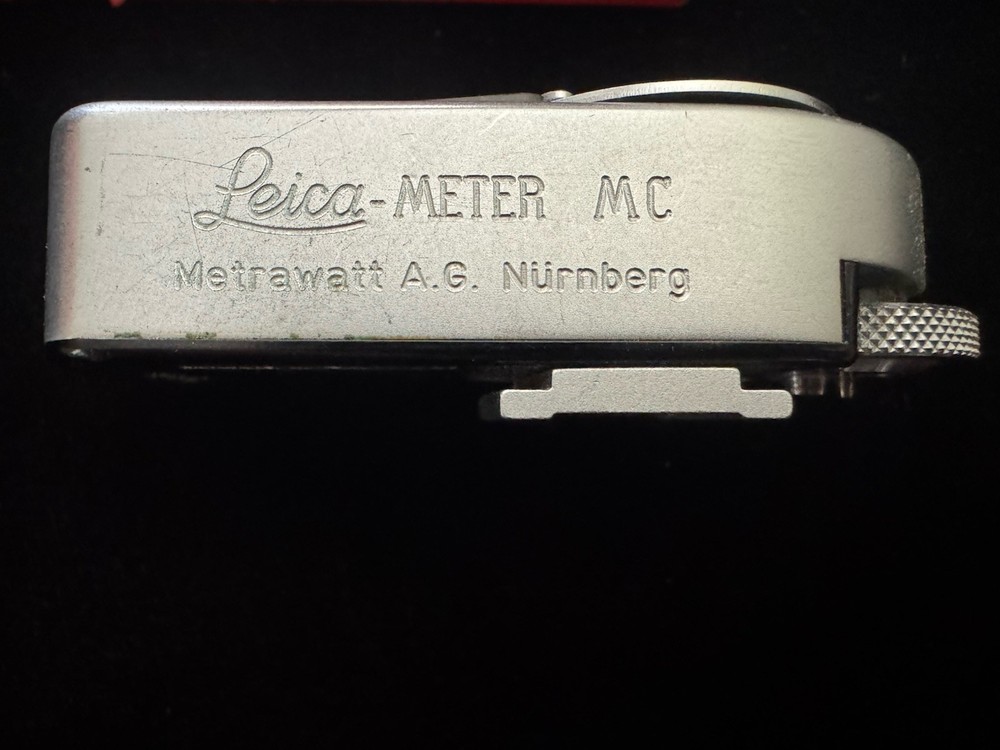 Leica-METER MC
Metrawatt A.G. Nürnberg